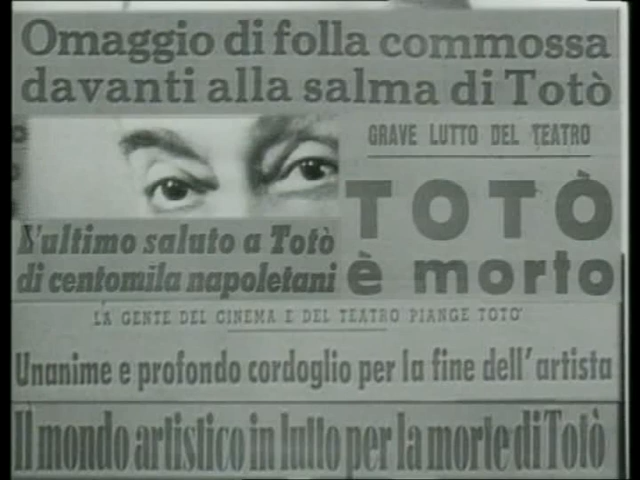 Omaggio di folla commossa
davanti alla salma di Totò
GRAVE LUTTO DEL TEATRO
TOTÒ
è morto
L'ultimo saluto a Totò
di centomila napoletani
LA GENTE DEL CINEMA E DEL TEATRO PIANGE TOTO'
Unanime e profondo cordoglio per la fine dell'artista
Il mondo artistico in lutto per la morte di Totò